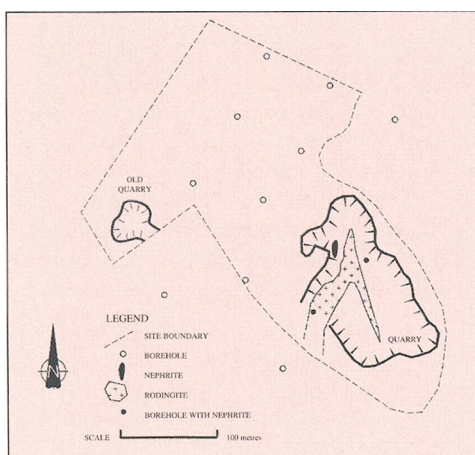 OLD
QUARRY
QUARRY
LEGEND
SITE BOUNDARY
BOREHOLE
NEPHRITE
RODINGITE
BOREHOLE WITH NEPHRITE
N
SCALE 100 metres